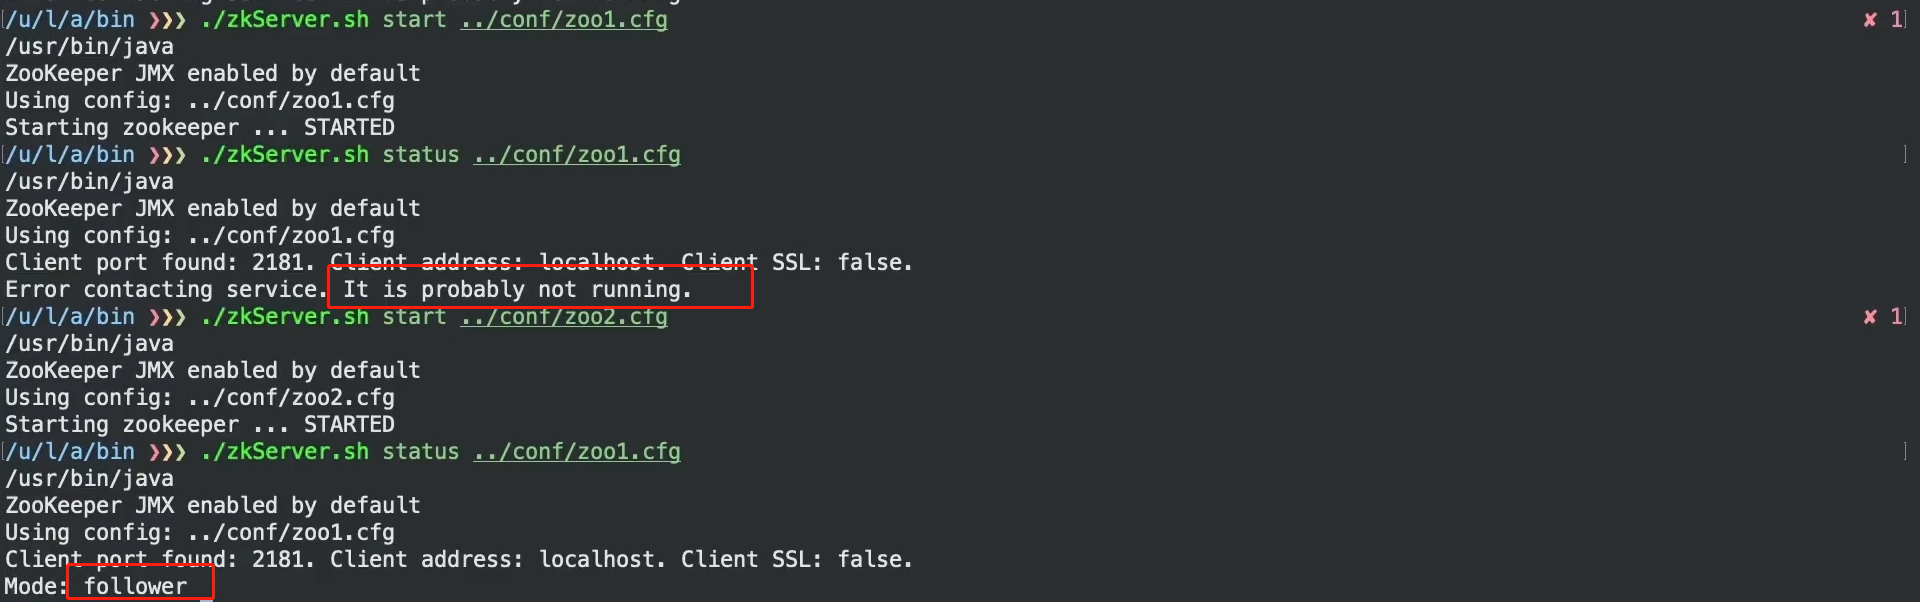 /u/l/a/bin ❯❯❯ ./zkServer.sh start ../conf/zoo1.cfg ✘ 1
/usr/bin/java
ZooKeeper JMX enabled by default
Using config: ../conf/zoo1.cfg
Starting zookeeper ... STARTED
/u/l/a/bin ❯❯❯ ./zkServer.sh status ../conf/zoo1.cfg
/usr/bin/java
ZooKeeper JMX enabled by default
Using config: ../conf/zoo1.cfg
Client port found: 2181. Client address: localhost. Client SSL: false.
Error contacting service. It is probably not running.
/u/l/a/bin ❯❯❯ ./zkServer.sh start ../conf/zoo2.cfg ✘ 1
/usr/bin/java
ZooKeeper JMX enabled by default
Using config: ../conf/zoo2.cfg
Starting zookeeper ... STARTED
/u/l/a/bin ❯❯❯ ./zkServer.sh status ../conf/zoo1.cfg
/usr/bin/java
ZooKeeper JMX enabled by default
Using config: ../conf/zoo1.cfg
Client port found: 2181. Client address: localhost. Client SSL: false.
Mode: follower